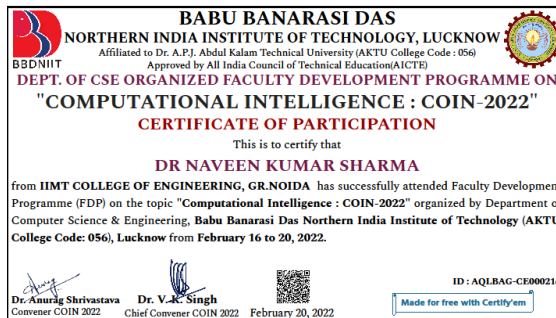 BABU BANARASI DAS
NORTHERN INDIA INSTITUTE OF TECHNOLOGY, LUCKNOW
BBDNIIT
Affiliated to Dr. A.P.J. Abdul Kalam Technical University (AKTU College Code : 056)
Approved by All India Council of Technical Education(AICTE)
DEPT. OF CSE ORGANIZED FACULTY DEVELOPMENT PROGRAMME ON
"COMPUTATIONAL INTELLIGENCE : COIN-2022"
CERTIFICATE OF PARTICIPATION
This is to certify that
DR NAVEEN KUMAR SHARMA
from IIMT COLLEGE OF ENGINEERING, GR.NOIDA has successfully attended Faculty Development
Programme (FDP) on the topic "Computational Intelligence : COIN-2022" organized by Department of
Computer Science & Engineering, Babu Banarasi Das Northern India Institute of Technology (AKTU
College Code: 056), Lucknow from February 16 to 20, 2022.
Dr. Anurag Shrivastava
Convener COIN 2022
Dr. V.K. Singh
Chief Convener COIN 2022
February 20, 2022
ID : AQLBAG-CE00021
Made for free with Certify'em